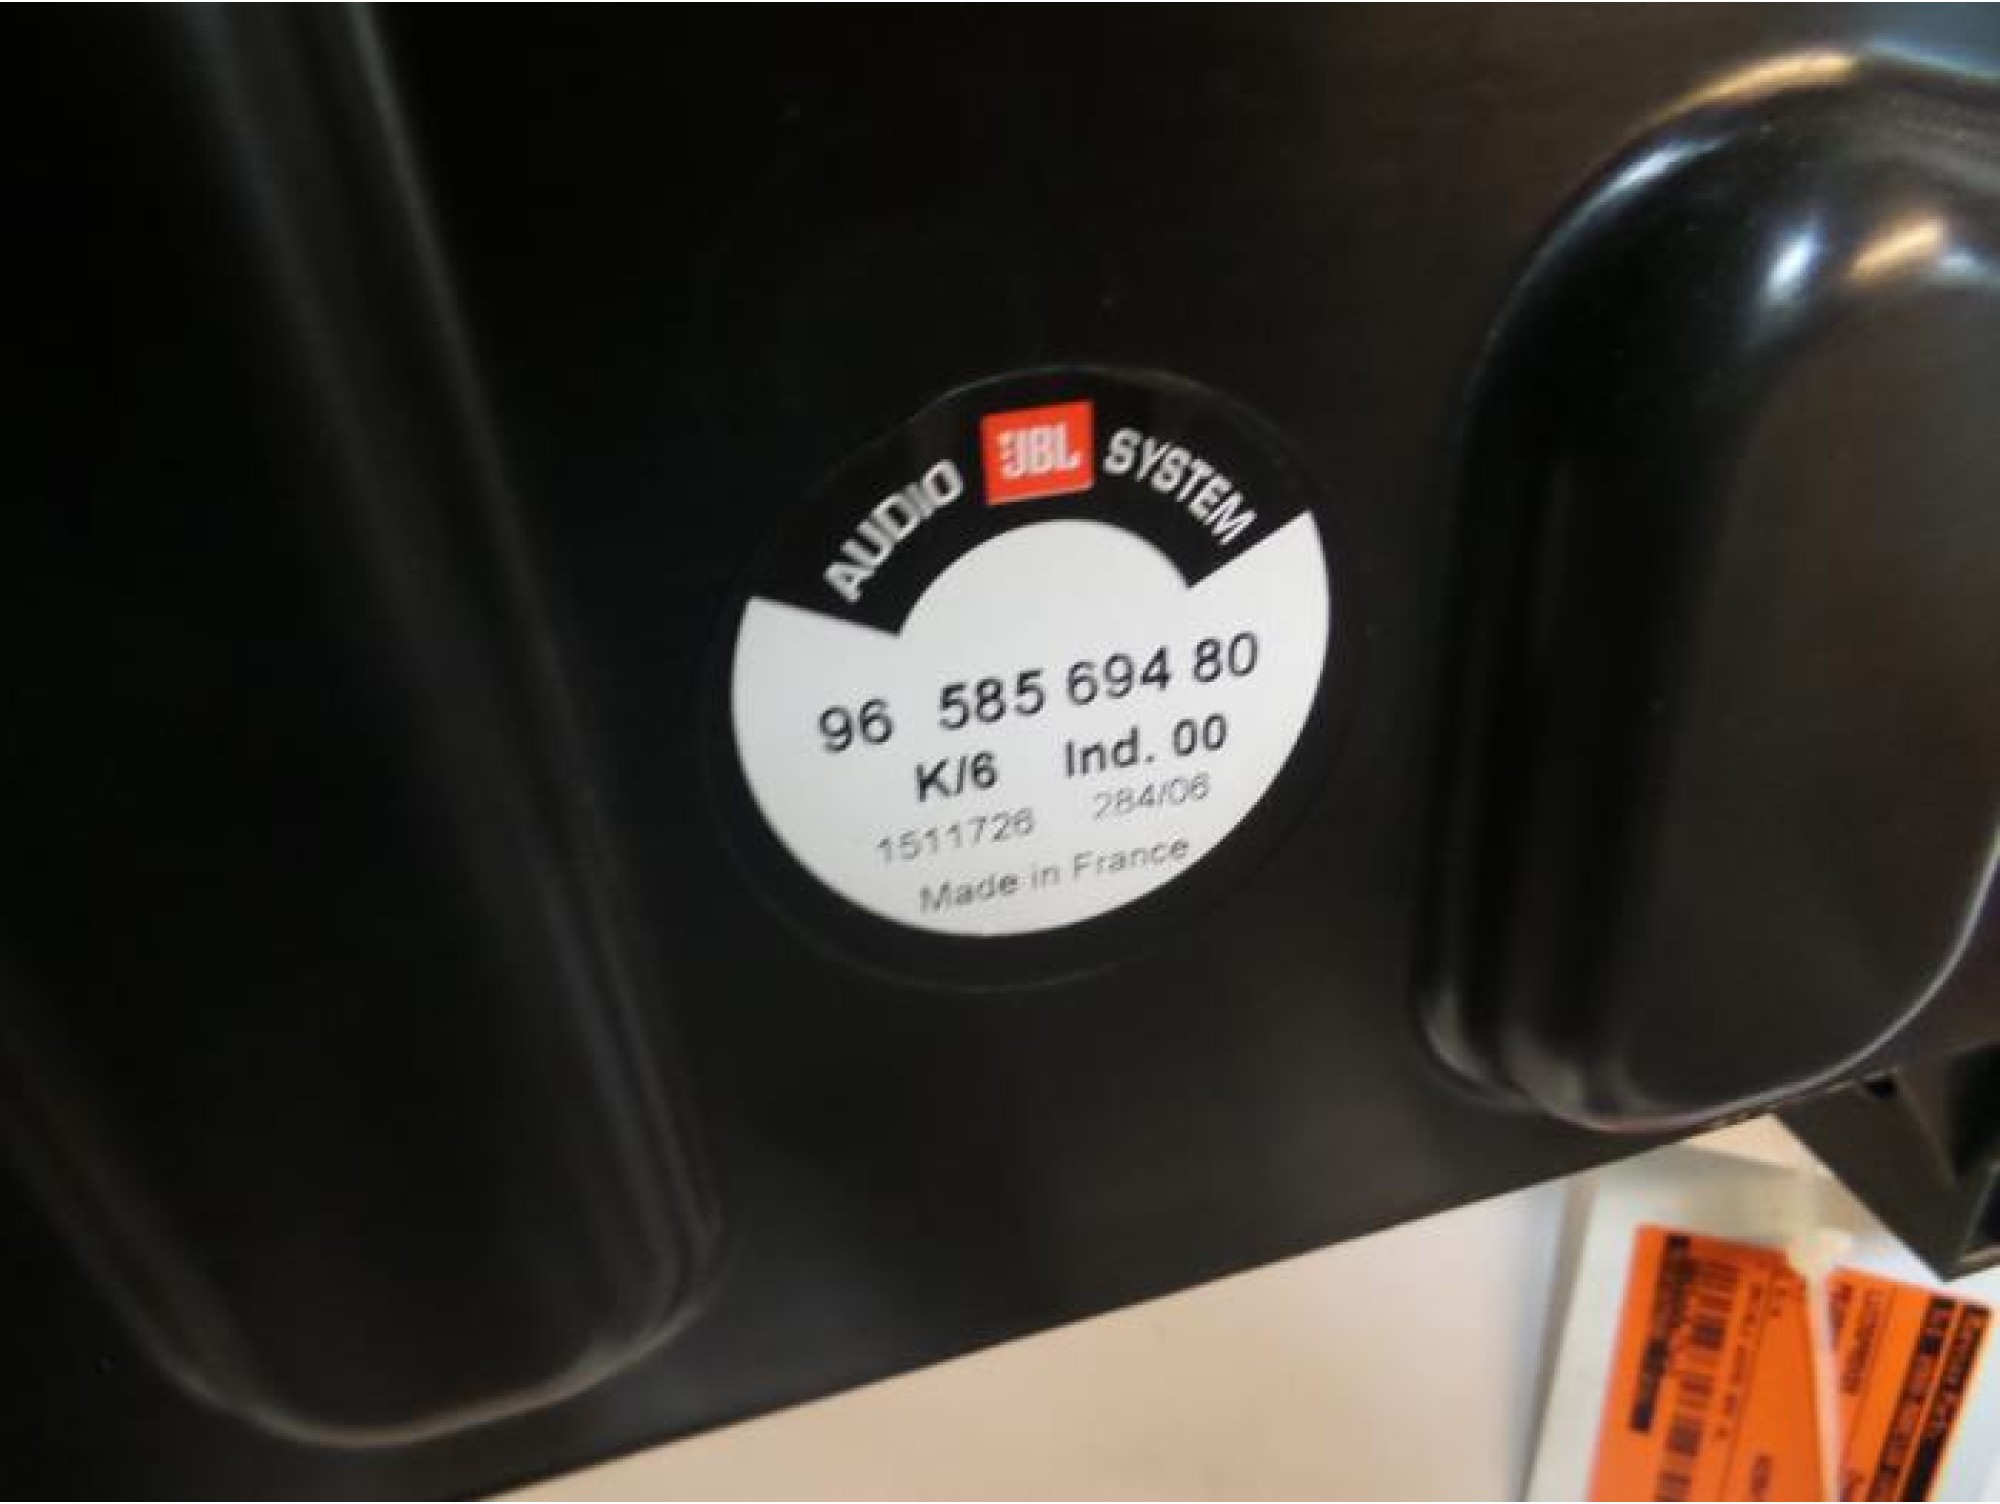 AUDIO JBL SYSTEM
96 585 694 80
K/6 Ind. 00
1511726 284/06
Made in France